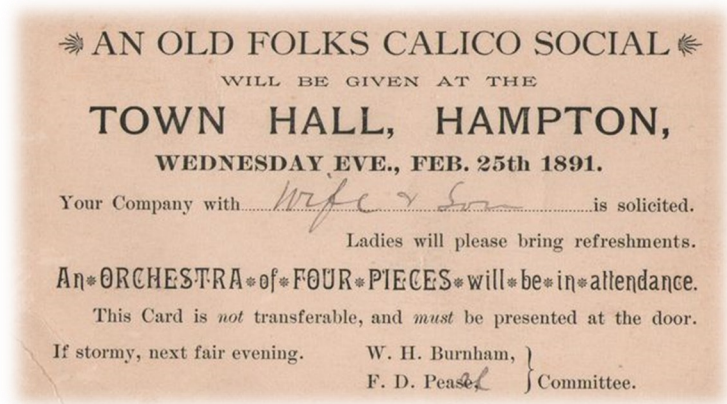 AN OLD FOLKS CALICO SOCIAL
WILL BE GIVEN AT THE
TOWN HALL, HAMPTON,
WEDNESDAY EVE., FEB. 25th 1891.
Your Company with Wife & Son is solicited.
Ladies will please bring refreshments.
An*ORCHESTRA*of*FOUR*PIECES*will*be*in*attendance.
This Card is not transferable, and must be presented at the door.
If stormy, next fair evening.
W. H. Burnham,
F. D. Pease,
Committee.